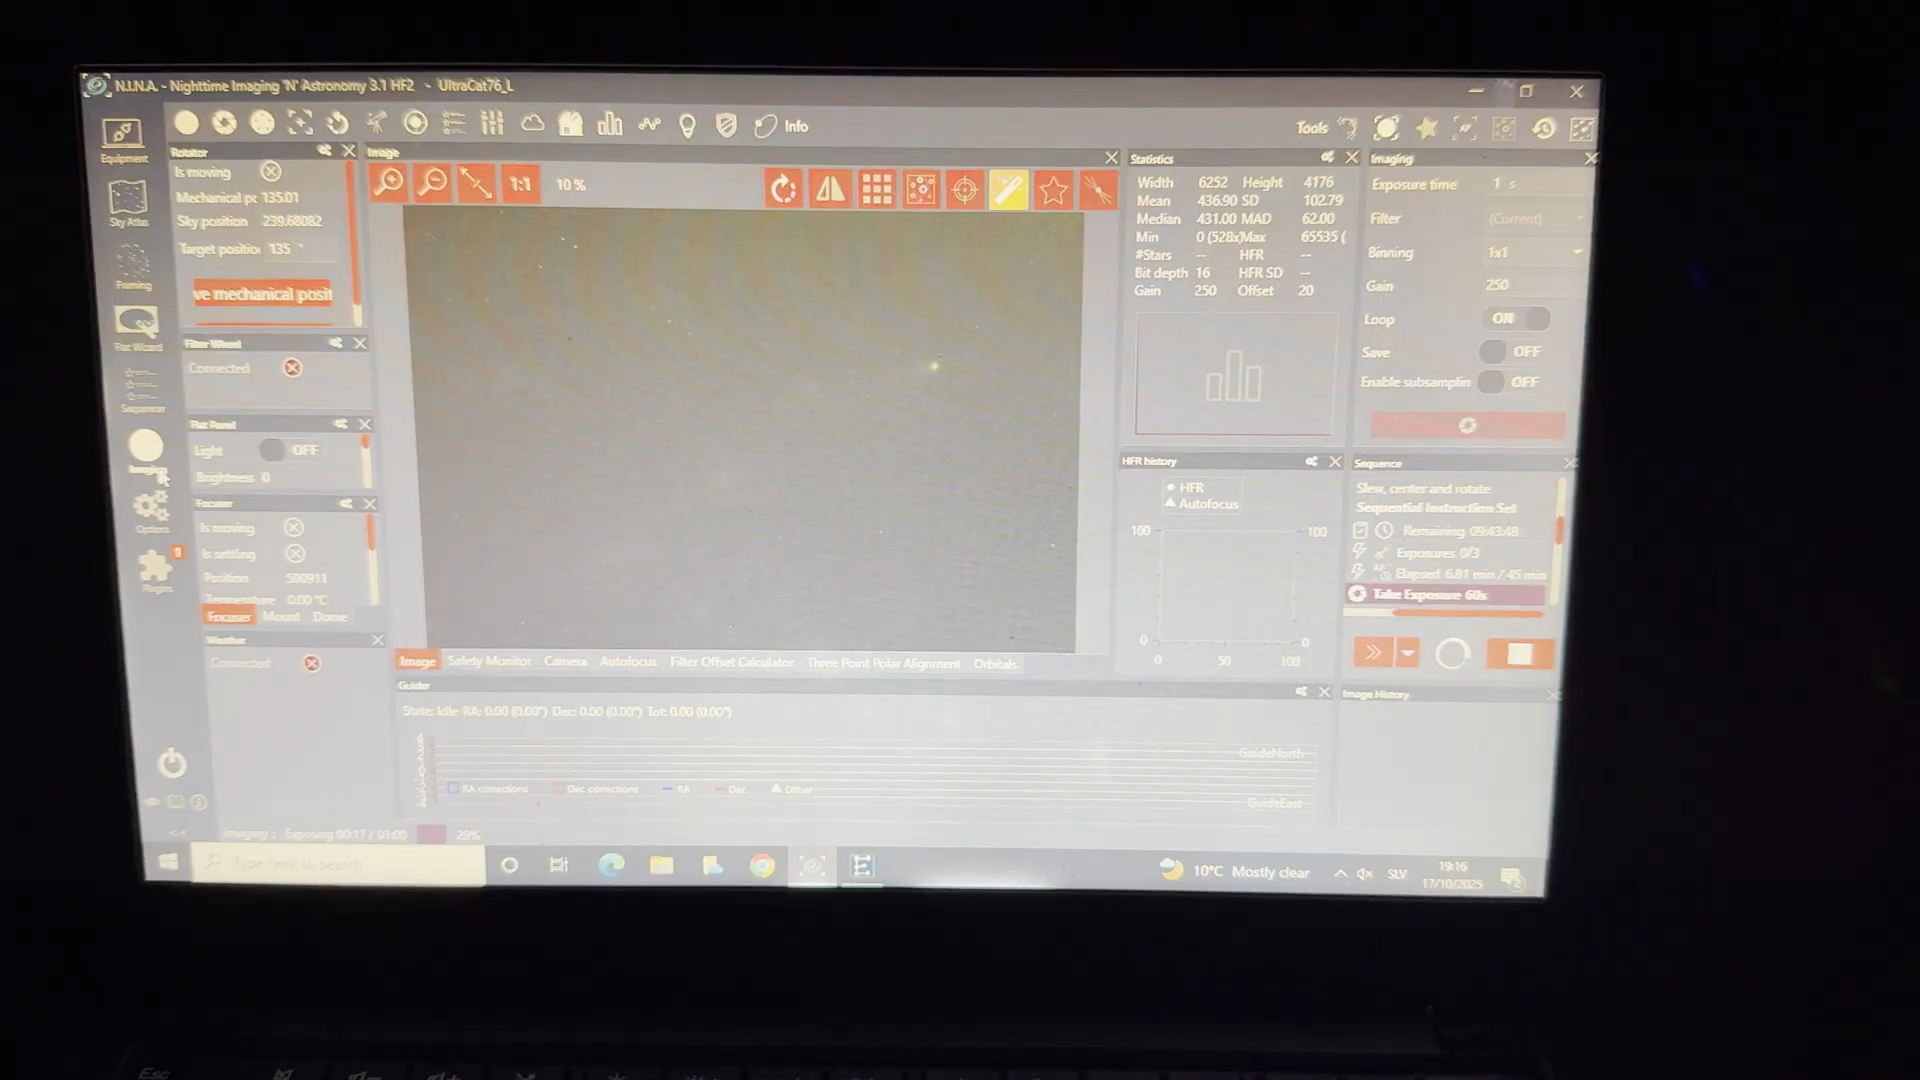 N.I.N.A. - Nighttime Imaging 'N' Astronomy 3.1 HF2 - UltraCat76_L
Info
Tools
Equipment
Sky Atlas
Framing
Flat Wizard
Sequencer
Imaging
Options
1
Plugins
Rotator
Is moving
Mechanical pc 135.01
Sky position 239.68082
Target position 135 °
ve mechanical posit
Filter Wheel
Connected
Flat Panel
Light OFF
Brightness 0
Focuser
Is moving
Is settling
Position 500911
Temperature 0.00 °C
Focuser Mount Dome
Weather
Connected
Image
1:1 10 %
Image Safety Monitor Camera Autofocus Filter Offset Calculator Three Point Polar Alignment Orbitals
Guider
State: Idle RA: 0.00 (0.00") Dec: 0.00 (0.00") Tot: 0.00 (0.00")
GuideNorth
RA corrections Dec corrections RA Dec Dither
GuideEast
Imaging : Exposing 00:17 / 01:00 29%
Statistics
Width 6252 Height 4176
Mean 436.90 SD 102.79
Median 431.00 MAD 62.00
Min 0 (528x) Max 65535 (
#Stars -- HFR --
Bit depth 16 HFR SD --
Gain 250 Offset 20
HFR history
HFR
Autofocus
100 100
0 0
0 50 100
Imaging
Exposure time 1 s
Filter (Current)
Binning 1x1
Gain 250
Loop ON
Save OFF
Enable subsamplin OFF
Sequence
Slew, center and rotate
Sequential Instruction Set
Remaining 09:43:48
Exposures 0/3
Elapsed 6.81 min / 45 min
Take Exposure 60s
Image History
Type here to search
10°C Mostly clear
SLV
19:16
17/10/2025
2
Esc